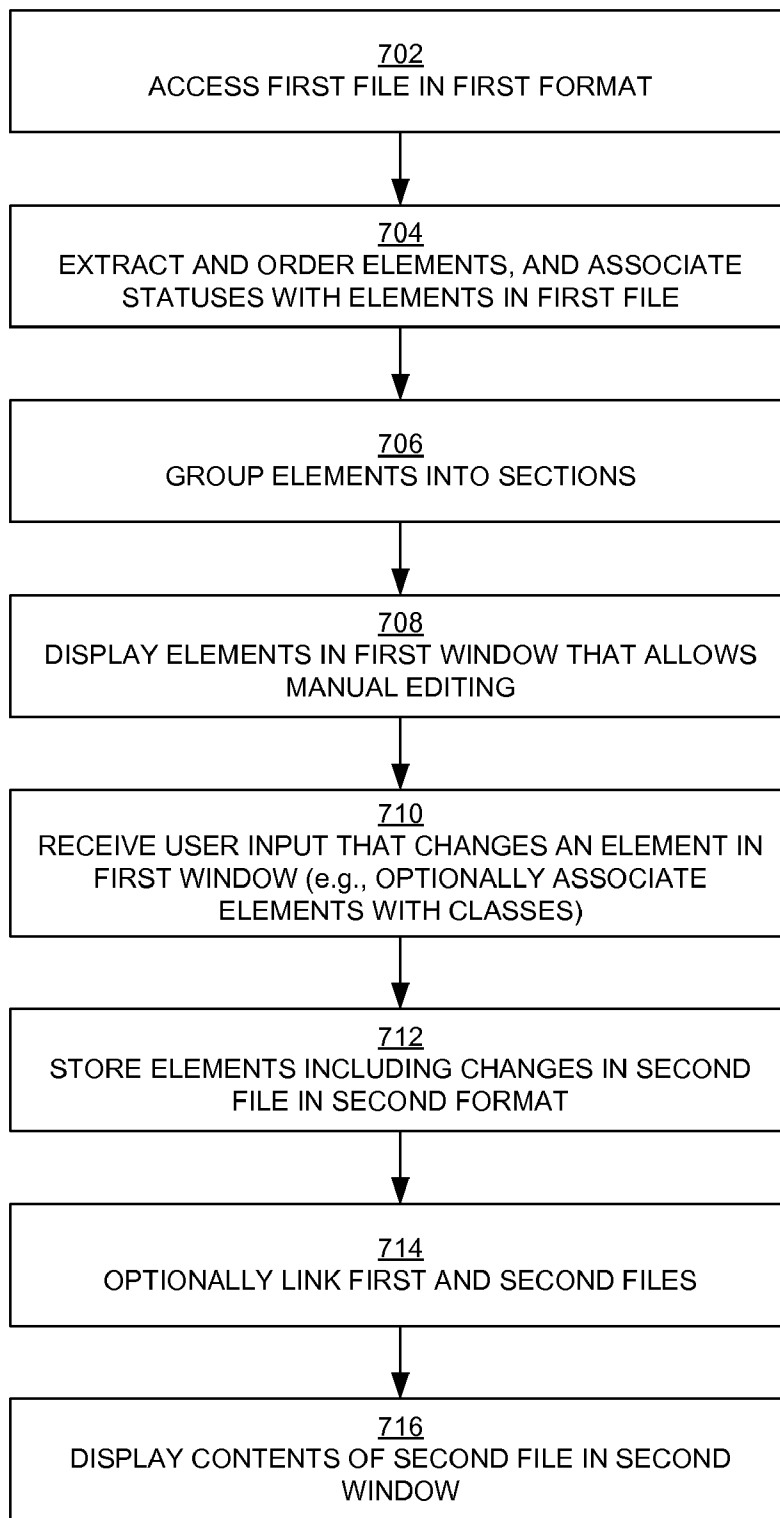 702
ACCESS FIRST FILE IN FIRST FORMAT
704
EXTRACT AND ORDER ELEMENTS, AND ASSOCIATE
STATUSES WITH ELEMENTS IN FIRST FILE
706
GROUP ELEMENTS INTO SECTIONS
708
DISPLAY ELEMENTS IN FIRST WINDOW THAT ALLOWS
MANUAL EDITING
710
RECEIVE USER INPUT THAT CHANGES AN ELEMENT IN
FIRST WINDOW (e.g., OPTIONALLY ASSOCIATE
ELEMENTS WITH CLASSES)
712
STORE ELEMENTS INCLUDING CHANGES IN SECOND
FILE IN SECOND FORMAT
714
OPTIONALLY LINK FIRST AND SECOND FILES
716
DISPLAY CONTENTS OF SECOND FILE IN SECOND
WINDOW